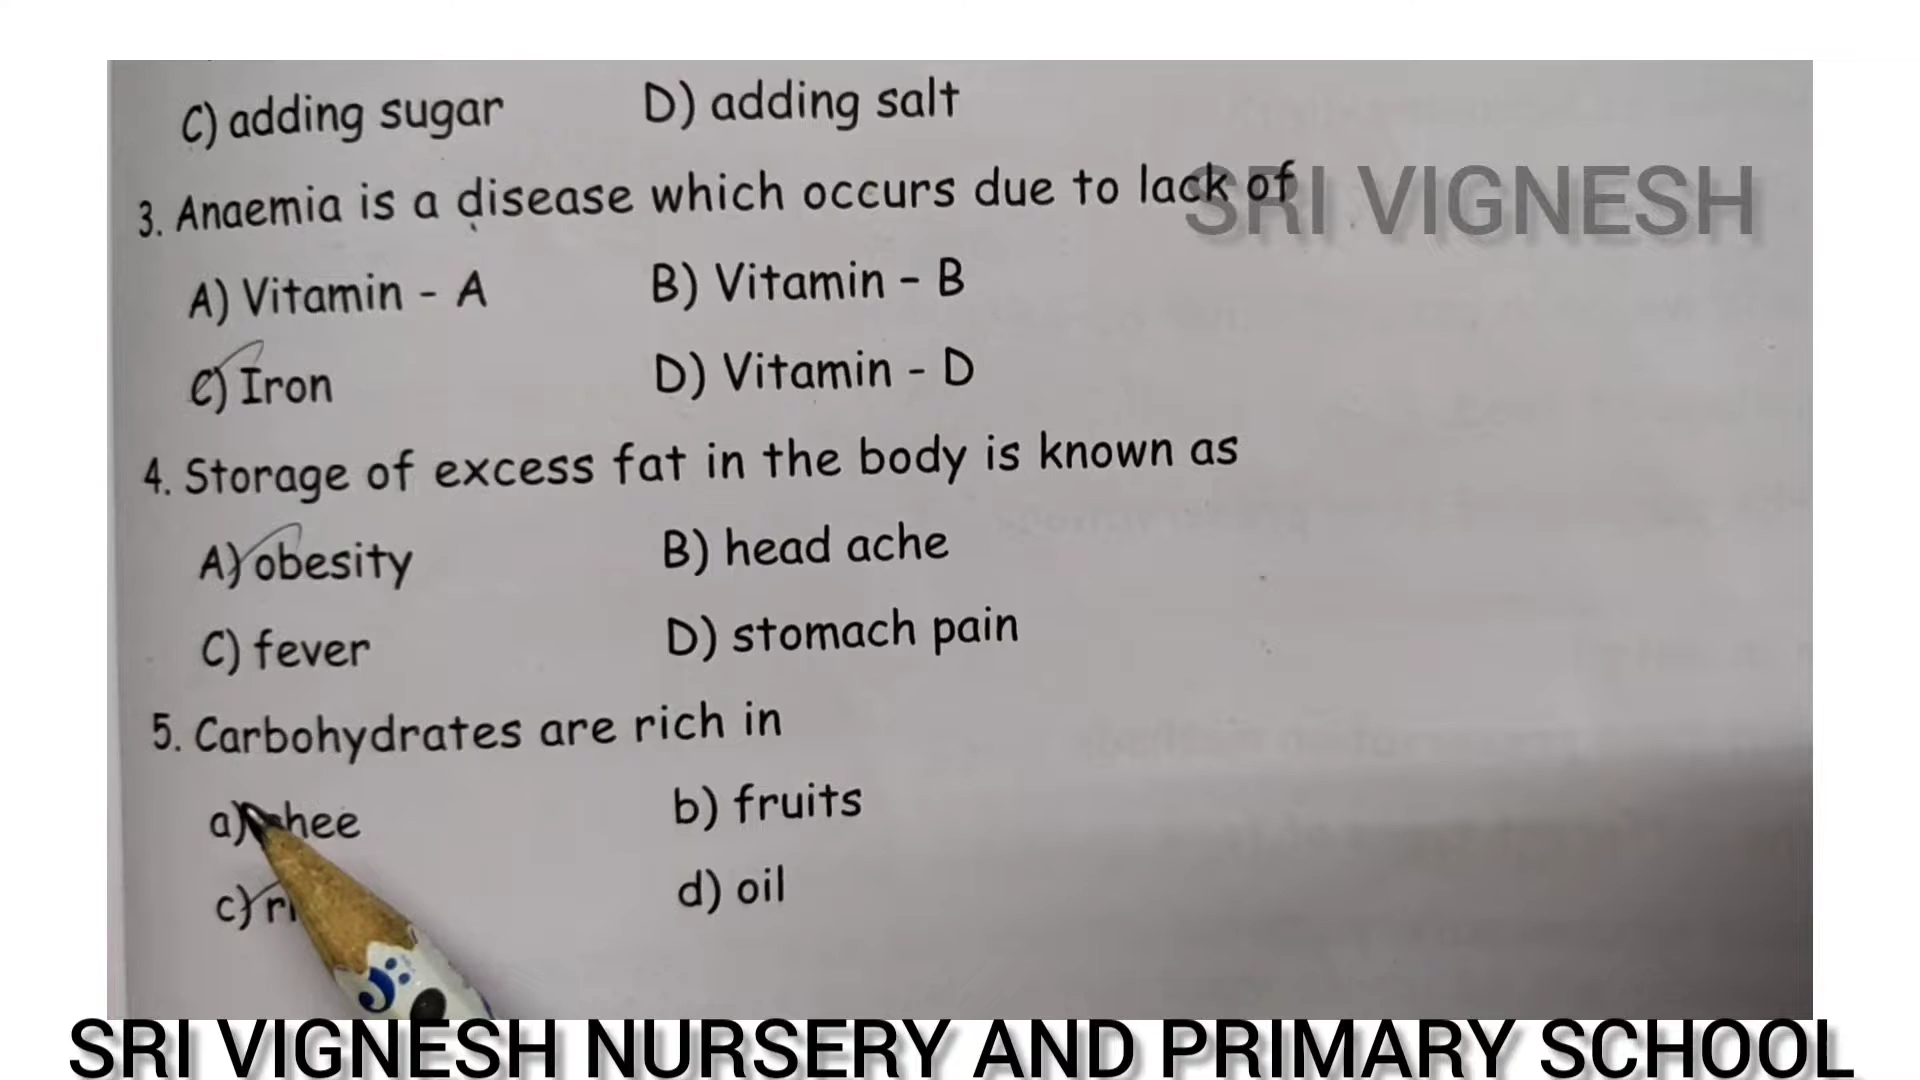 C) adding sugar D) adding salt
3. Anaemia is a disease which occurs due to lack of
SRI VIGNESH
A) Vitamin - A B) Vitamin - B
C) Iron D) Vitamin - D
4. Storage of excess fat in the body is known as
A) obesity B) head ache
C) fever D) stomach pain
5. Carbohydrates are rich in
a) b) fruits
c) d) oil
SRI VIGNESH NURSERY AND PRIMARY SCHOOL